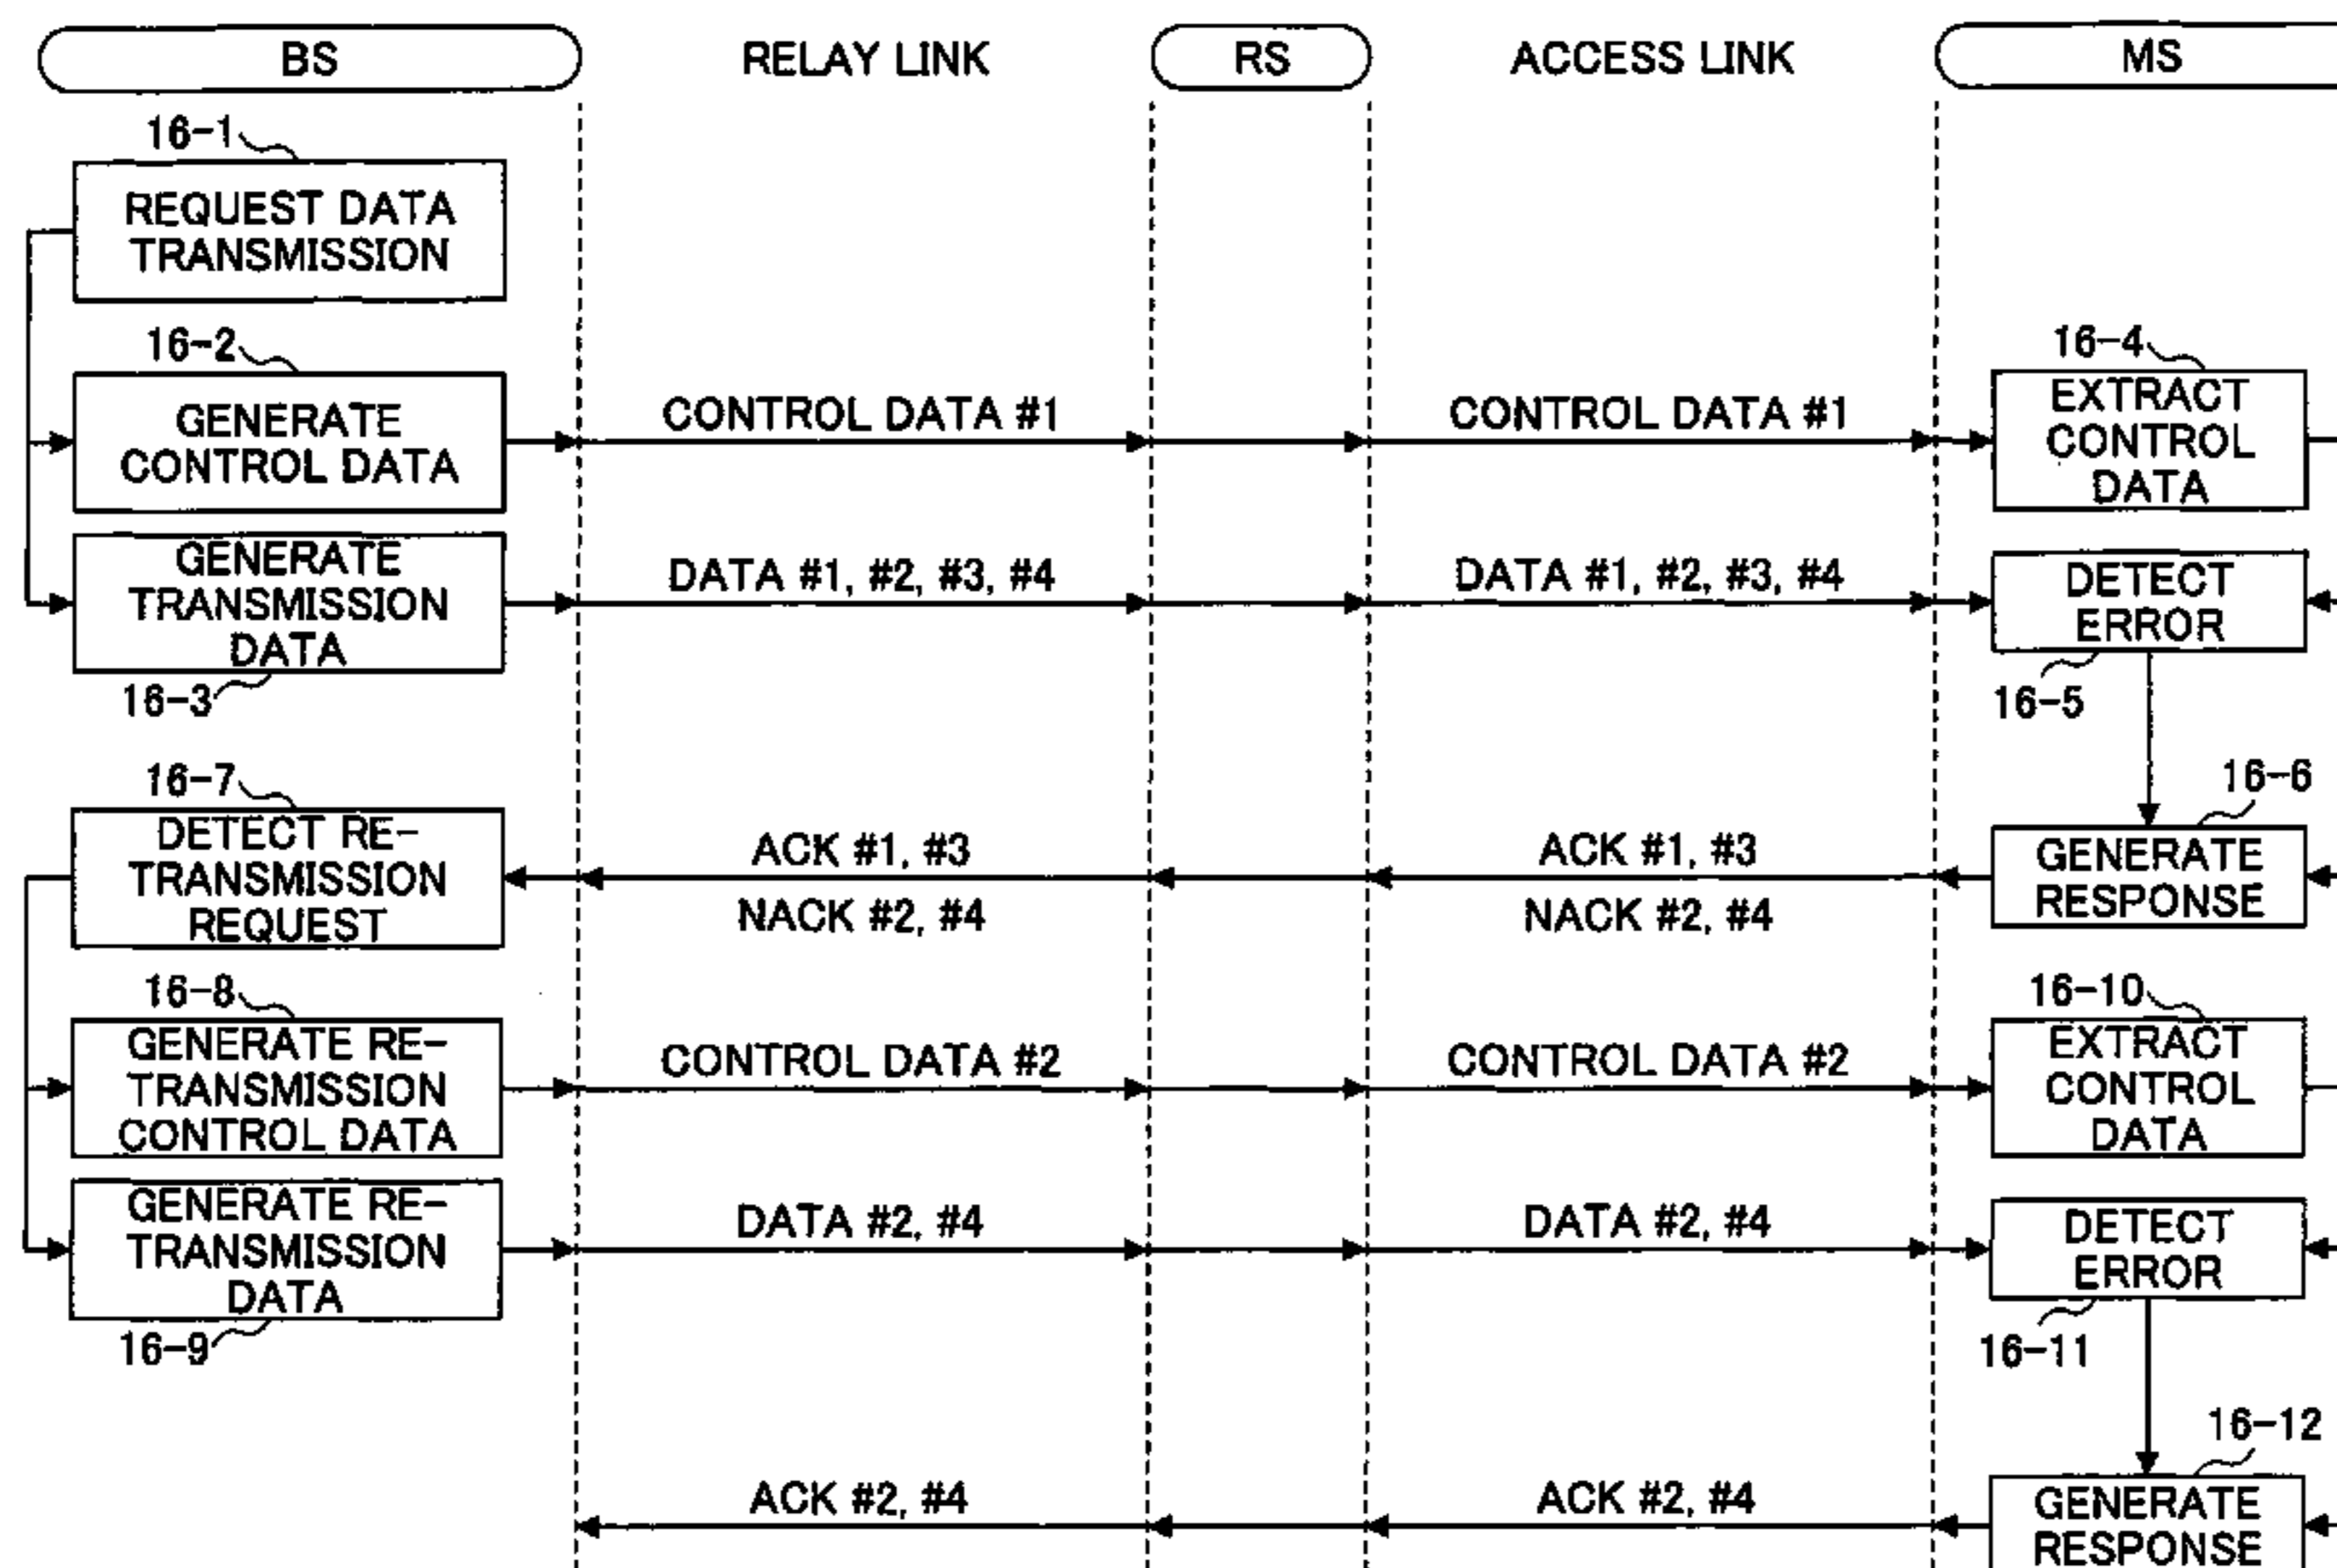 BS
RELAY LINK
RS
ACCESS LINK
MS
16-1
REQUEST DATA
TRANSMISSION
16-2
GENERATE
CONTROL DATA
CONTROL DATA #1
CONTROL DATA #1
16-4
EXTRACT
CONTROL
DATA
GENERATE
TRANSMISSION
DATA
16-3
DATA #1, #2, #3, #4
DATA #1, #2, #3, #4
DETECT
ERROR
16-5
16-7
DETECT RE-
TRANSMISSION
REQUEST
ACK #1, #3
NACK #2, #4
ACK #1, #3
NACK #2, #4
16-6
GENERATE
RESPONSE
16-8
GENERATE RE-
TRANSMISSION
CONTROL DATA
CONTROL DATA #2
CONTROL DATA #2
16-10
EXTRACT
CONTROL
DATA
GENERATE RE-
TRANSMISSION
DATA
16-9
DATA #2, #4
DATA #2, #4
DETECT
ERROR
16-11
ACK #2, #4
ACK #2, #4
16-12
GENERATE
RESPONSE